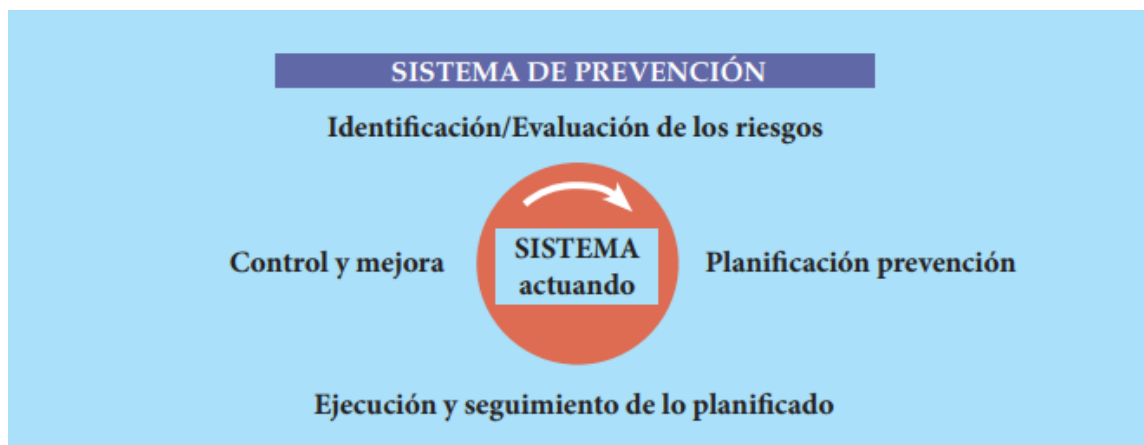 SISTEMA DE PREVENCIÓN
Identificación/Evaluación de los riesgos
Control y mejora
SISTEMA
actuando
Planificación prevención
Ejecución y seguimiento de lo planificado